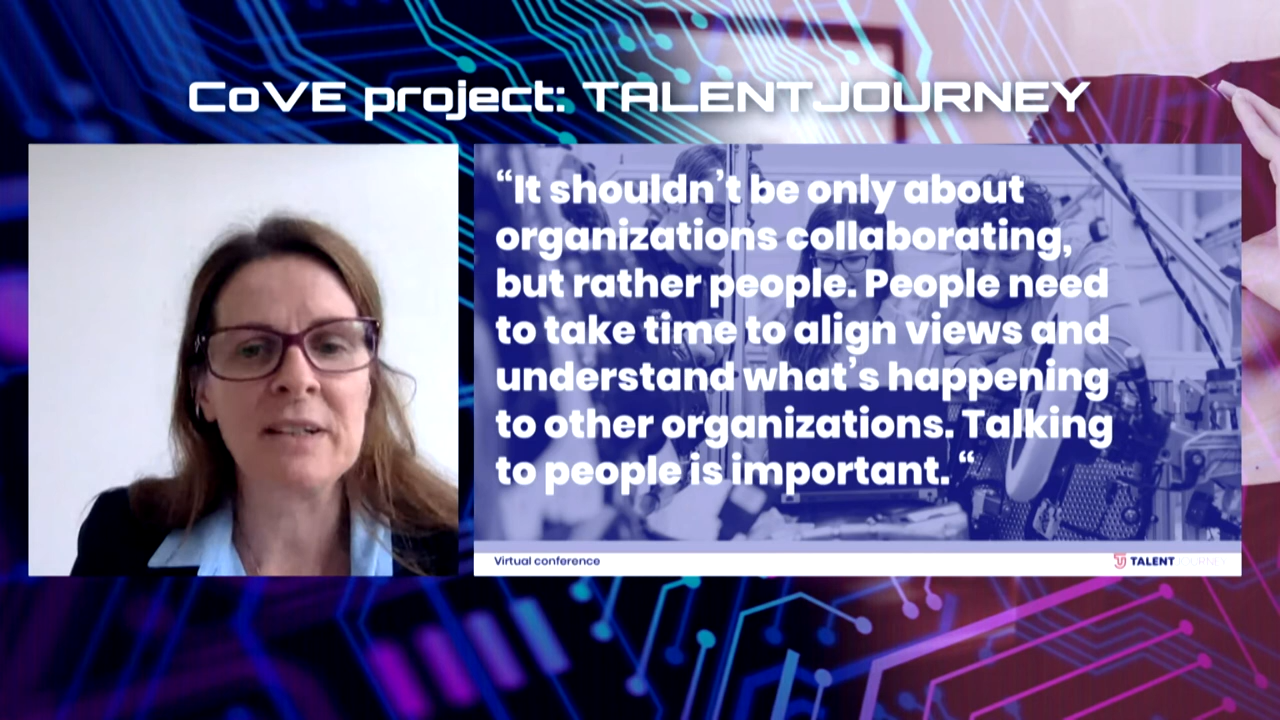 CoVE project: TALENTJOURNEY
“It shouldn’t be only about
organizations collaborating,
but rather people. People need
to take time to align views and
understand what’s happening
to other organizations. Talking
to people is important. “
Virtual conference
TALENTJOURNEY